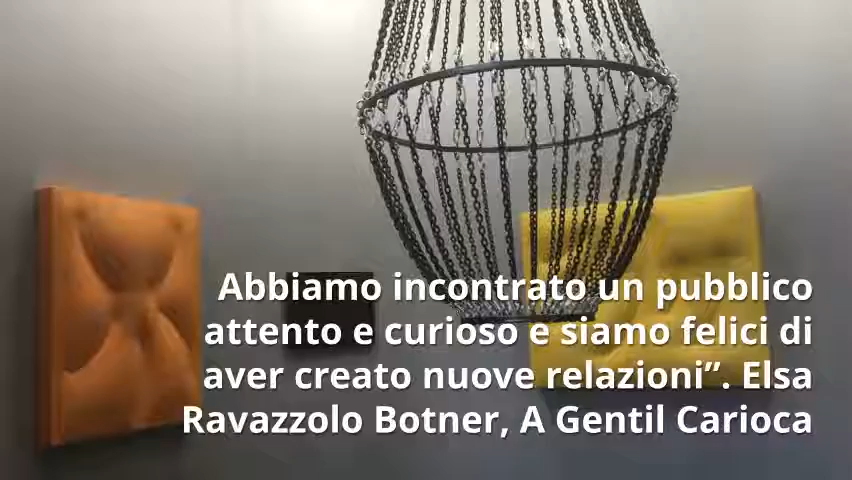 Abbiamo incontrato un pubblico
attento e curioso e siamo felici di
aver creato nuove relazioni”. Elsa
Ravazzolo Botner, A Gentil Carioca